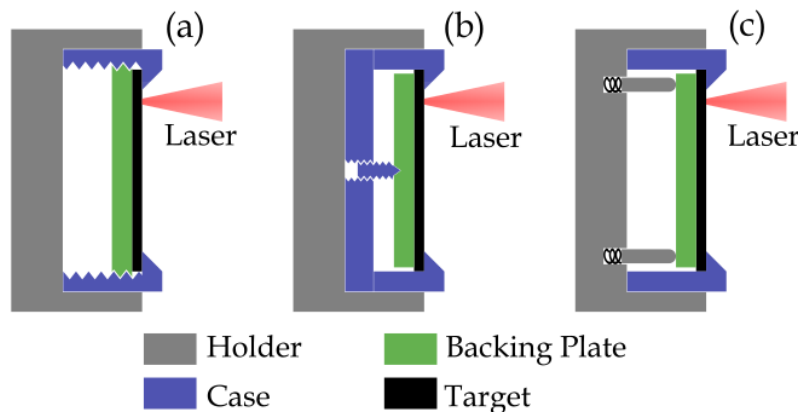 (a)
(b)
(c)
Laser
Laser
Laser
Holder
Backing Plate
Case
Target